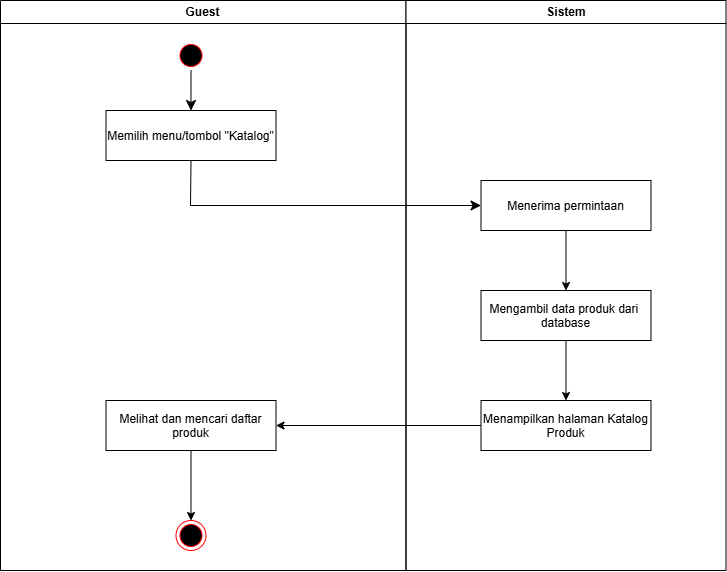 Guest
Sistem
Memilih menu/tombol "Katalog"
Menerima permintaan
Mengambil data produk dari
database
Menampilkan halaman Katalog
Produk
Melihat dan mencari daftar
produk